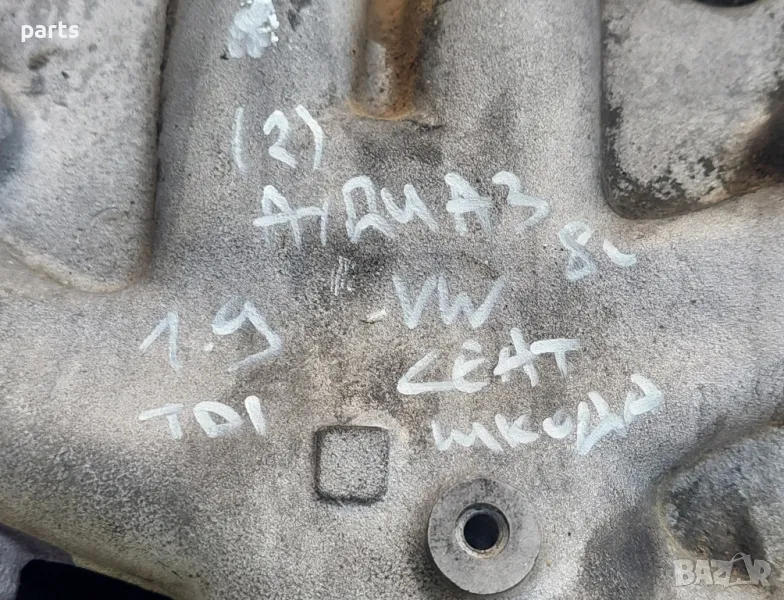 parts
(2)
АУДИ А3
8L
1.9 VW
TDI СЕАТ
ШКОДА
BAZAR